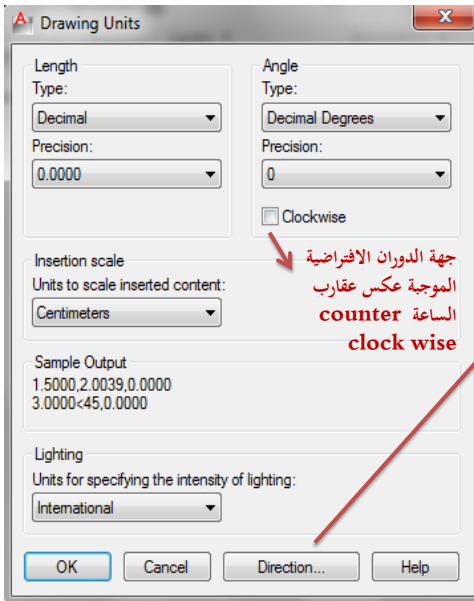 Drawing Units
Length
Type:
Decimal
Precision:
0.0000
Angle
Type:
Decimal Degrees
Precision:
0
Clockwise
جهة الدوران الافتراضية
الموجبة عكس عقارب
الساعة counter
clock wise
Insertion scale
Units to scale inserted content:
Centimeters
Sample Output
1.5000,2.0039,0.0000
3.0000<45,0.0000
Lighting
Units for specifying the intensity of lighting:
International
OK
Cancel
Direction...
Help